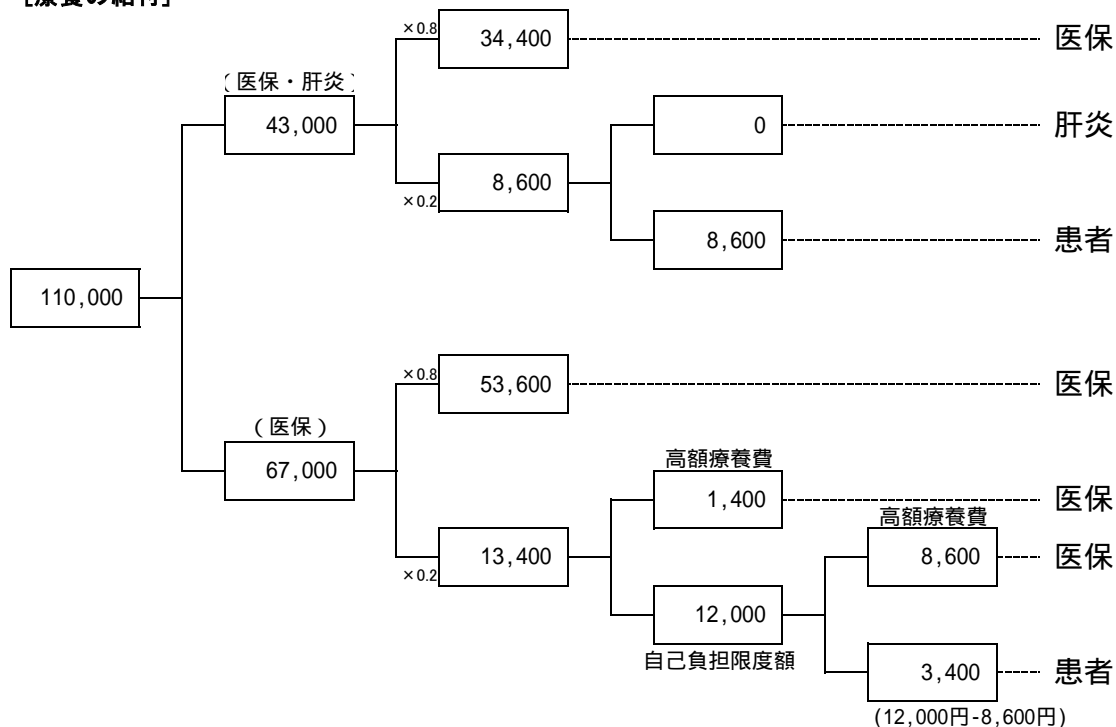 [療養の給付]
×0.8
34,400
医保
(医保・肝炎)
43,000
0
肝炎
×0.2
8,600
8,600
患者
110,000
×0.8
53,600
医保
(医保)
67,000
高額療養費
1,400
医保
高額療養費
×0.2
13,400
8,600
医保
12,000
自己負担限度額
3,400
患者
(12,000円-8,600円)